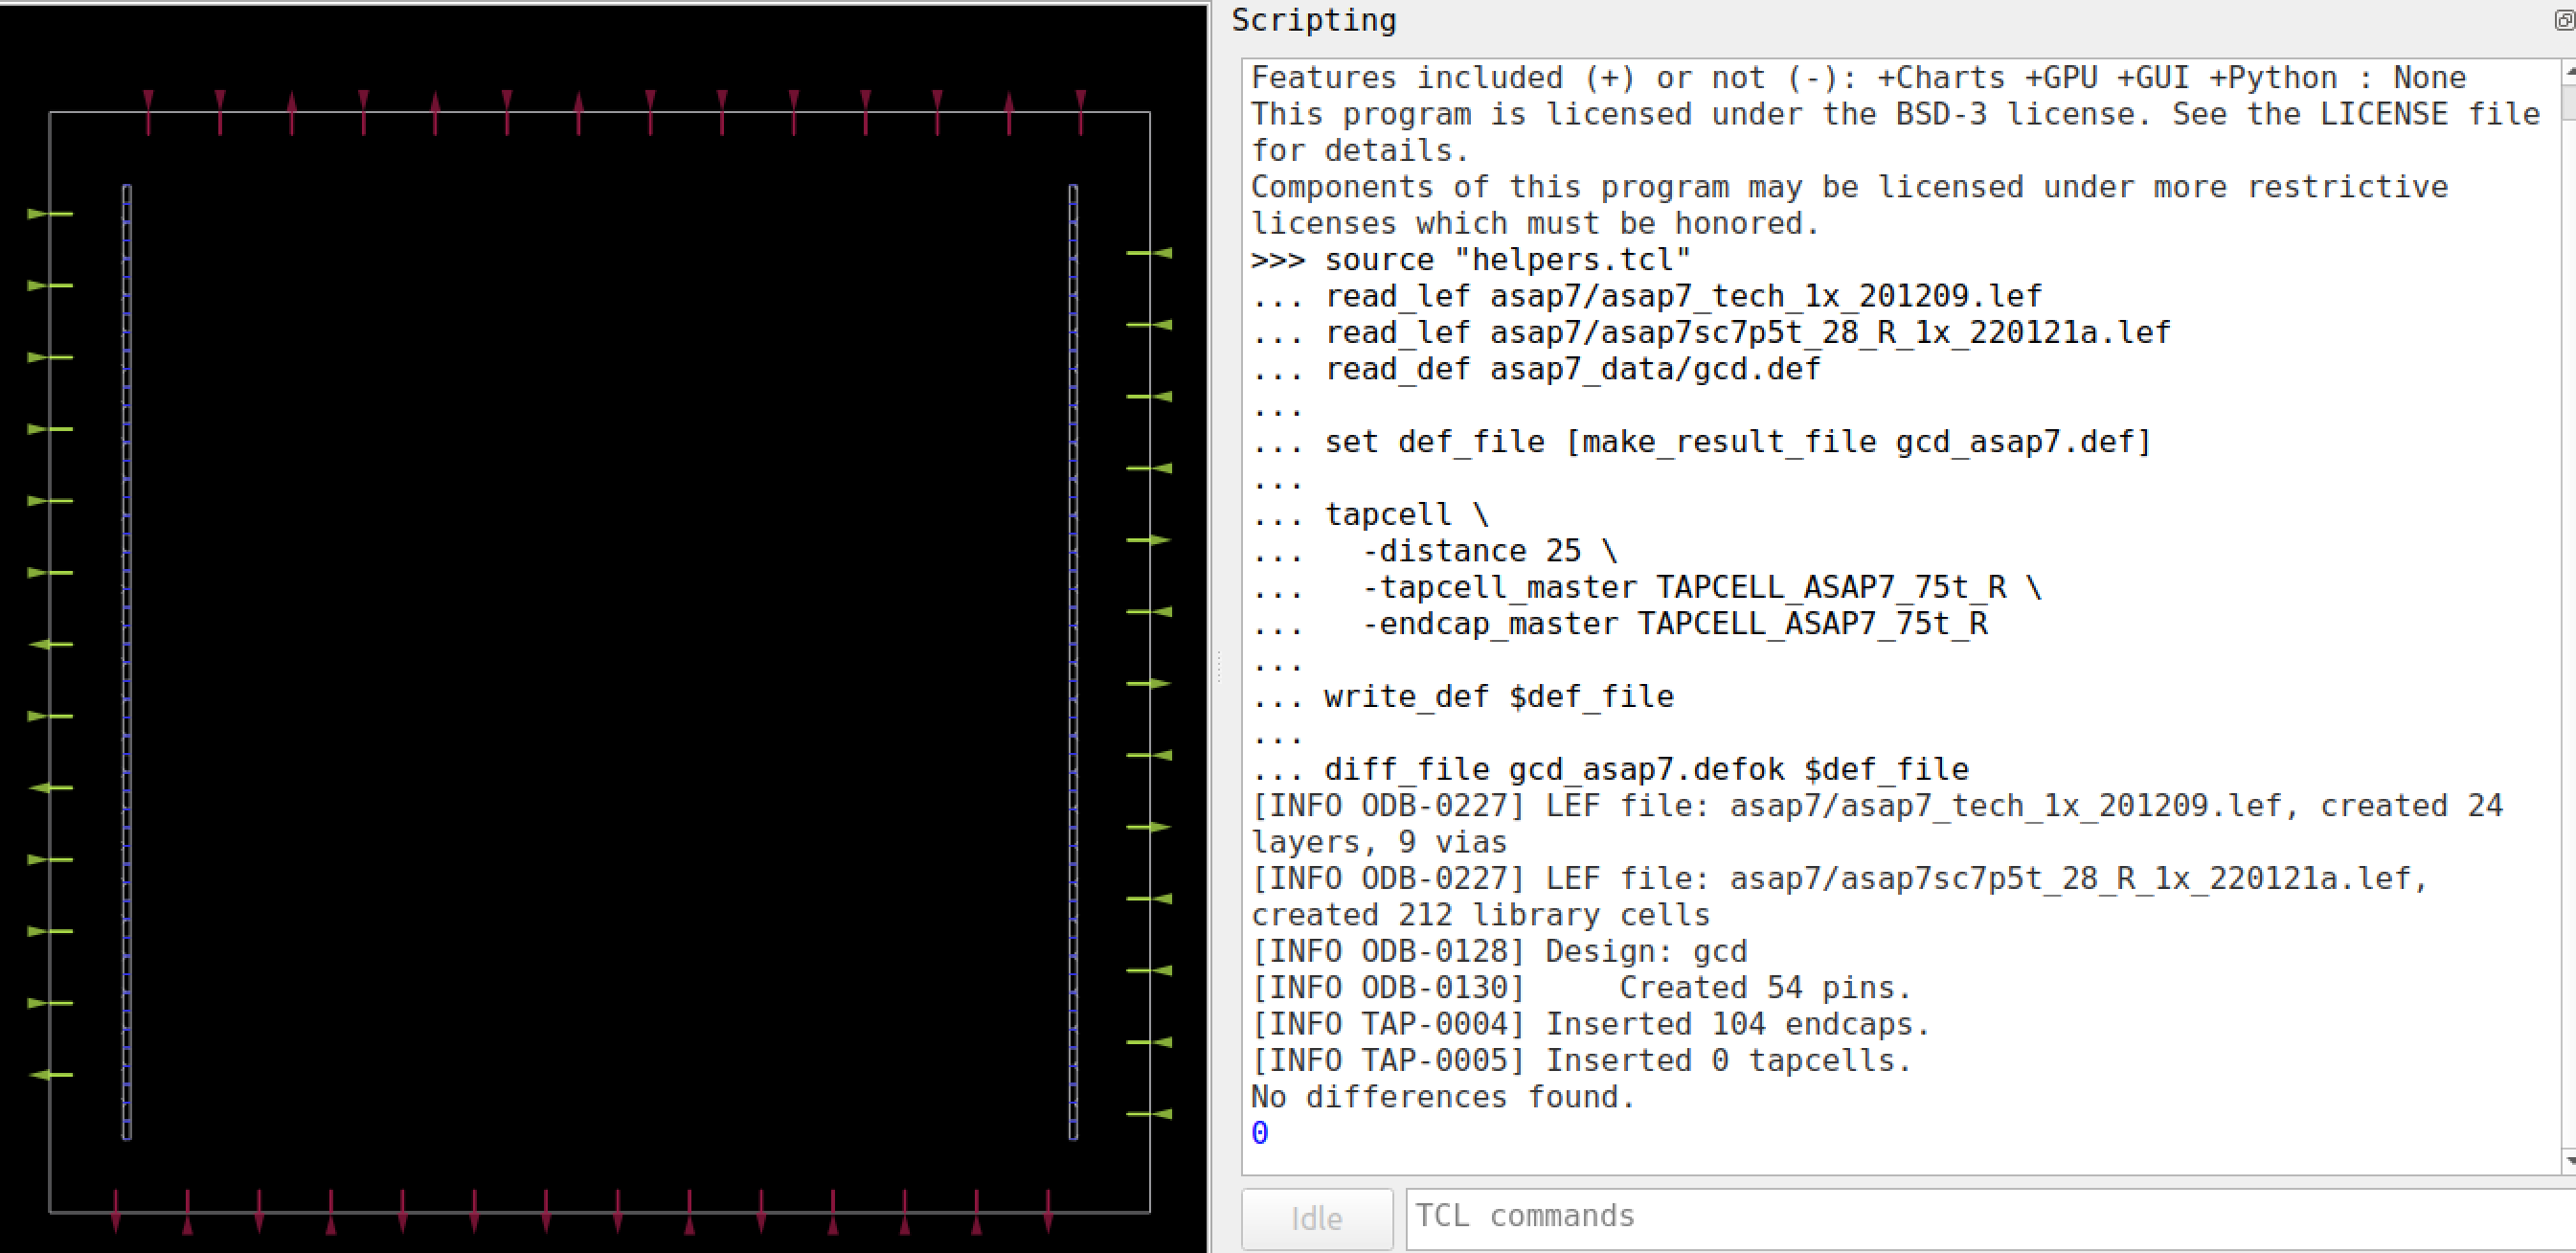 Scripting
Features included (+) or not (-): +Charts +GPU +GUI +Python : None
This program is licensed under the BSD-3 license. See the LICENSE file
for details.
Components of this program may be licensed under more restrictive
licenses which must be honored.
>>> source "helpers.tcl"
... read_lef asap7/asap7_tech_1x_201209.lef
... read_lef asap7/asap7sc7p5t_28_R_1x_220121a.lef
... read_def asap7_data/gcd.def
...
... set def_file [make_result_file gcd_asap7.def]
...
... tapcell \
...   -distance 25 \
...   -tapcell_master TAPCELL_ASAP7_75t_R \
...   -endcap_master TAPCELL_ASAP7_75t_R
...
... write_def $def_file
...
... diff_file gcd_asap7.defok $def_file
[INFO ODB-0227] LEF file: asap7/asap7_tech_1x_201209.lef, created 24
layers, 9 vias
[INFO ODB-0227] LEF file: asap7/asap7sc7p5t_28_R_1x_220121a.lef,
created 212 library cells
[INFO ODB-0128] Design: gcd
[INFO ODB-0130]     Created 54 pins.
[INFO TAP-0004] Inserted 104 endcaps.
[INFO TAP-0005] Inserted 0 tapcells.
No differences found.
0
Idle
TCL commands